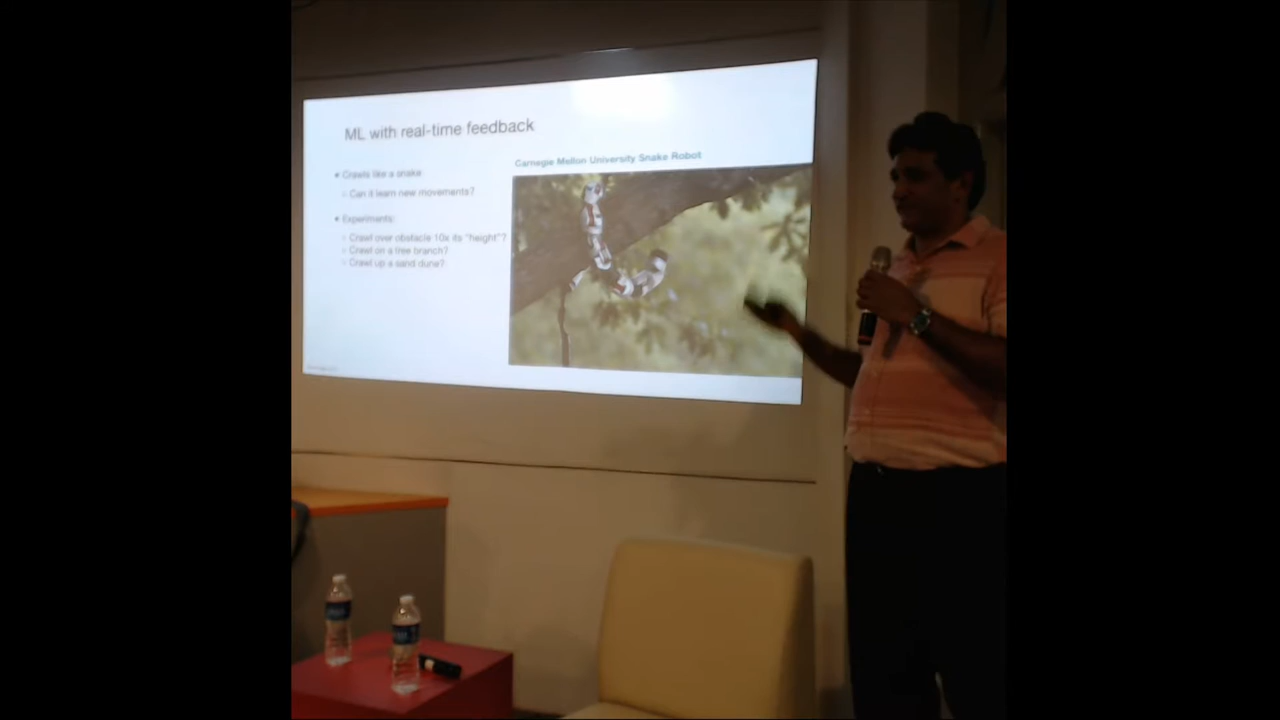 ML with real-time feedback
Carnegie Mellon University Snake Robot
Crawls like a snake
Can it learn new movements?
Experiments:
Crawl over obstacle 10x its "height"?
Crawl on a tree branch?
Crawl up a sand dune?